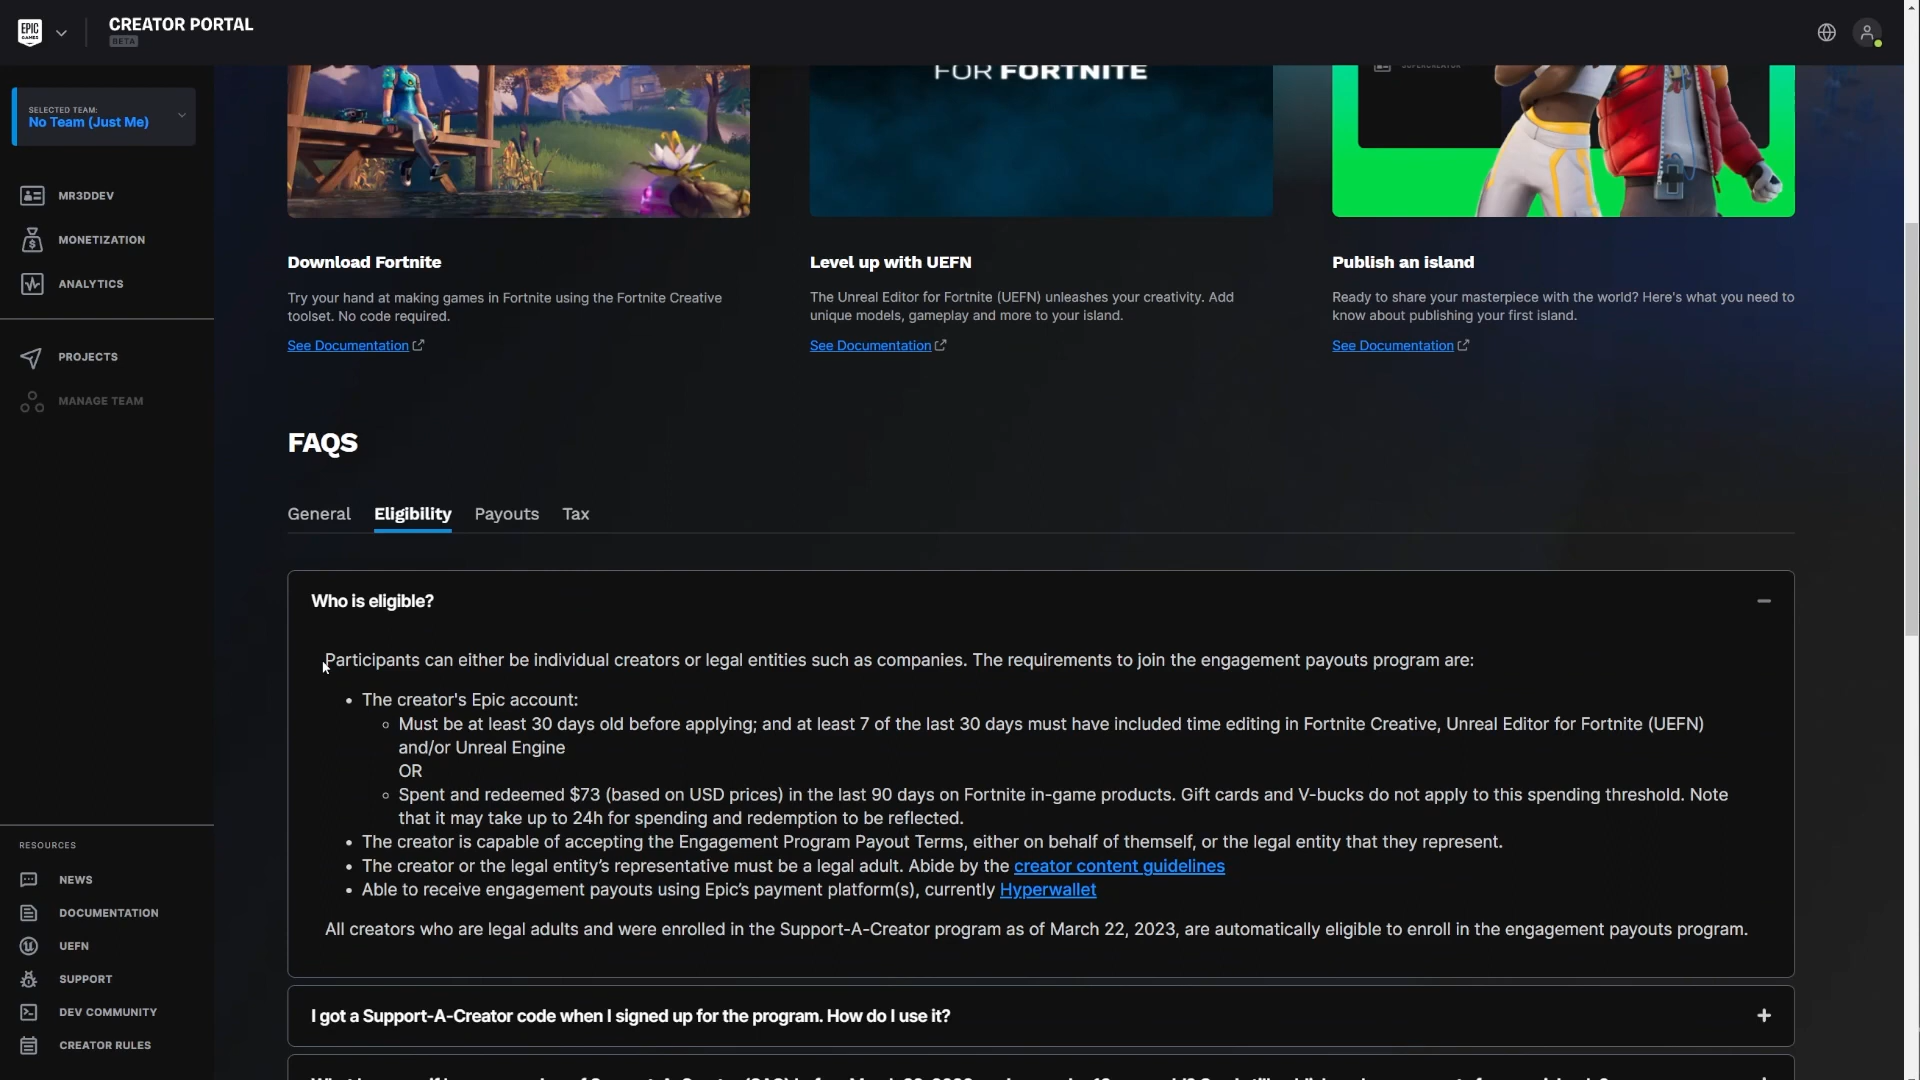 EPIC GAMES
CREATOR PORTAL
BETA
SELECTED TEAM:
No Team (Just Me)
MR3DDEV
MONETIZATION
ANALYTICS
PROJECTS
MANAGE TEAM
FOR FORTNITE
Download Fortnite
Try your hand at making games in Fortnite using the Fortnite Creative
toolset. No code required.
See Documentation
Level up with UEFN
The Unreal Editor for Fortnite (UEFN) unleashes your creativity. Add
unique models, gameplay and more to your island.
See Documentation
Publish an island
Ready to share your masterpiece with the world? Here's what you need to
know about publishing your first island.
See Documentation
FAQS
General Eligibility Payouts Tax
Who is eligible?
Participants can either be individual creators or legal entities such as companies. The requirements to join the engagement payouts program are:
• The creator's Epic account:
◦ Must be at least 30 days old before applying; and at least 7 of the last 30 days must have included time editing in Fortnite Creative, Unreal Editor for Fortnite (UEFN)
and/or Unreal Engine
OR
◦ Spent and redeemed $73 (based on USD prices) in the last 90 days on Fortnite in-game products. Gift cards and V-bucks do not apply to this spending threshold. Note
that it may take up to 24h for spending and redemption to be reflected.
• The creator is capable of accepting the Engagement Program Payout Terms, either on behalf of themself, or the legal entity that they represent.
• The creator or the legal entity’s representative must be a legal adult. Abide by the creator content guidelines
• Able to receive engagement payouts using Epic’s payment platform(s), currently Hyperwallet
All creators who are legal adults and were enrolled in the Support-A-Creator program as of March 22, 2023, are automatically eligible to enroll in the engagement payouts program.
I got a Support-A-Creator code when I signed up for the program. How do I use it?
RESOURCES
NEWS
DOCUMENTATION
UEFN
SUPPORT
DEV COMMUNITY
CREATOR RULES